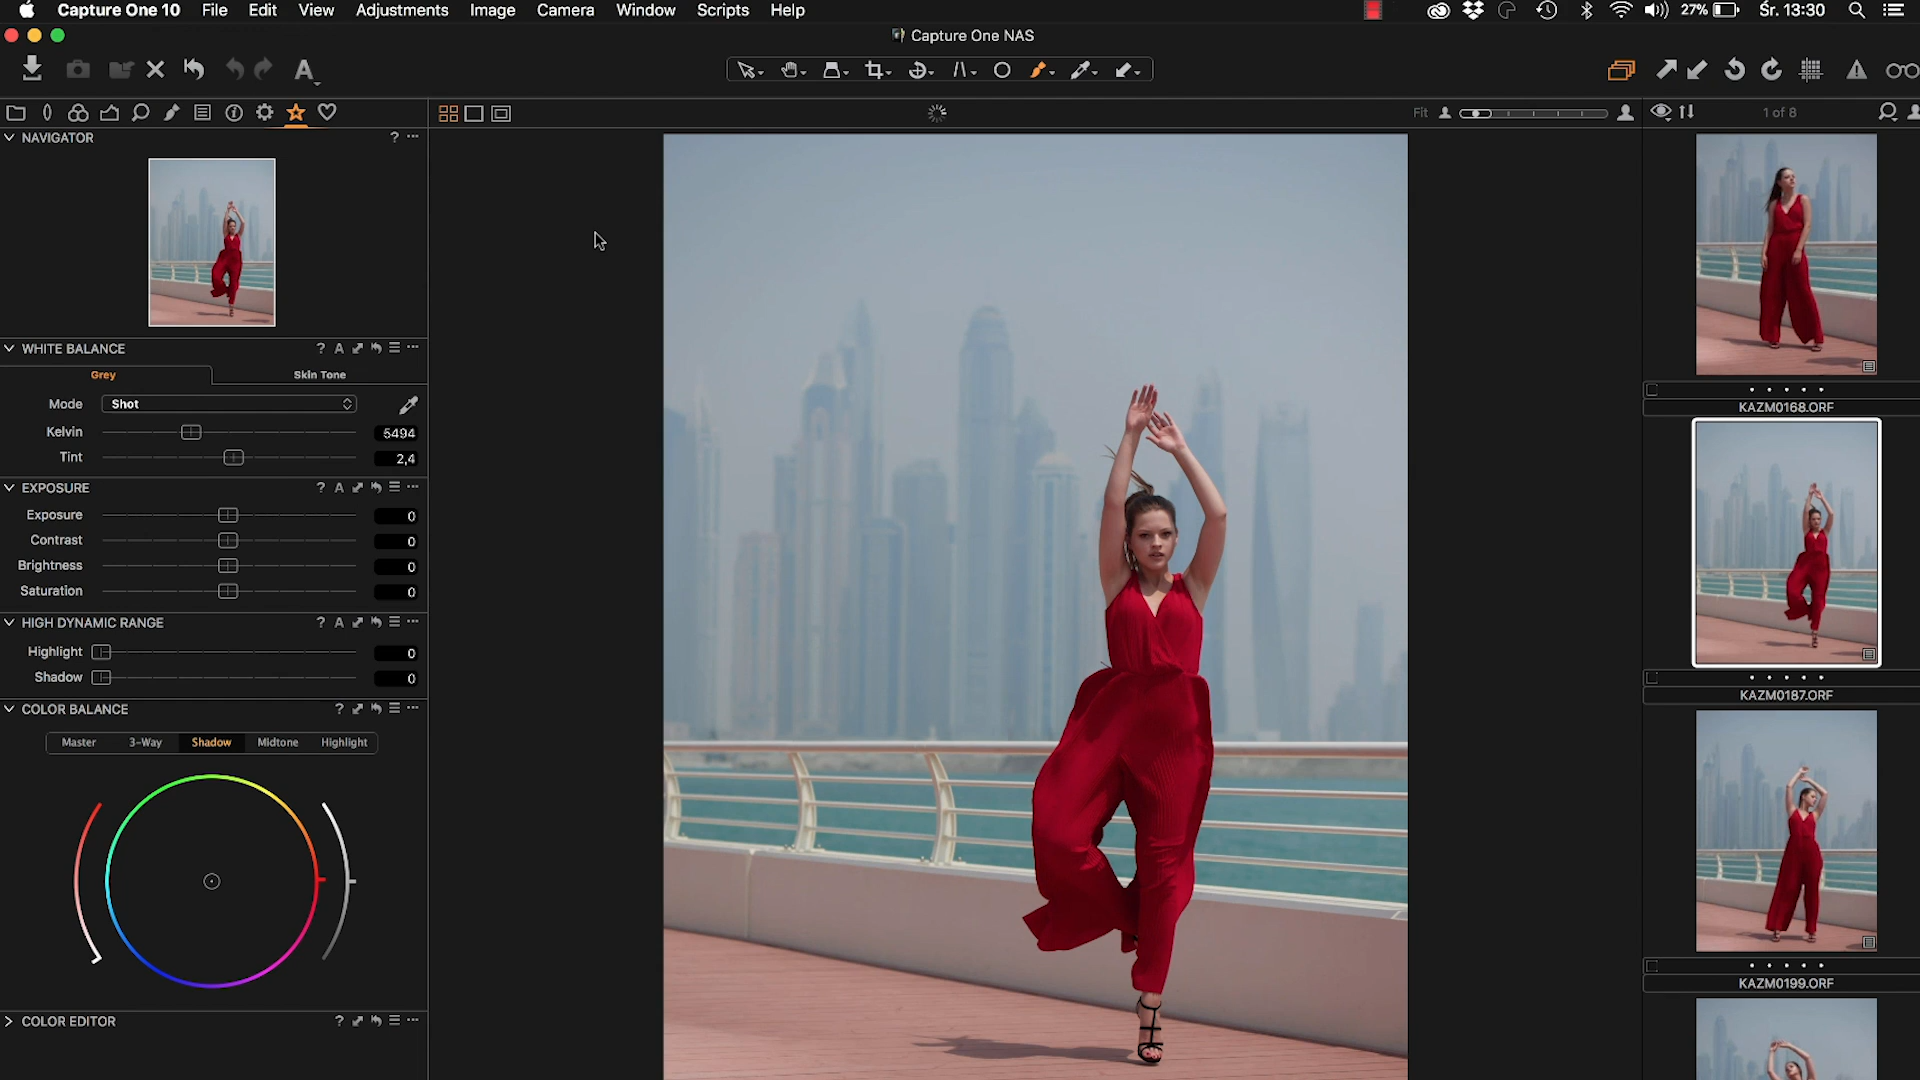 Capture One 10 File Edit View Adjustments Image Camera Window Scripts Help 27% Śr. 13:30
Capture One NAS
A
Fit 1 of 8
NAVIGATOR ? ...
WHITE BALANCE ? A ...
Grey Skin Tone
Mode Shot
Kelvin 5494
Tint 2,4
EXPOSURE ? A ...
Exposure 0
Contrast 0
Brightness 0
Saturation 0
HIGH DYNAMIC RANGE ? A ...
Highlight 0
Shadow 0
COLOR BALANCE ? ...
Master 3-Way Shadow Midtone Highlight
COLOR EDITOR ? ...
KAZM0168.ORF
KAZM0187.ORF
KAZM0199.ORF